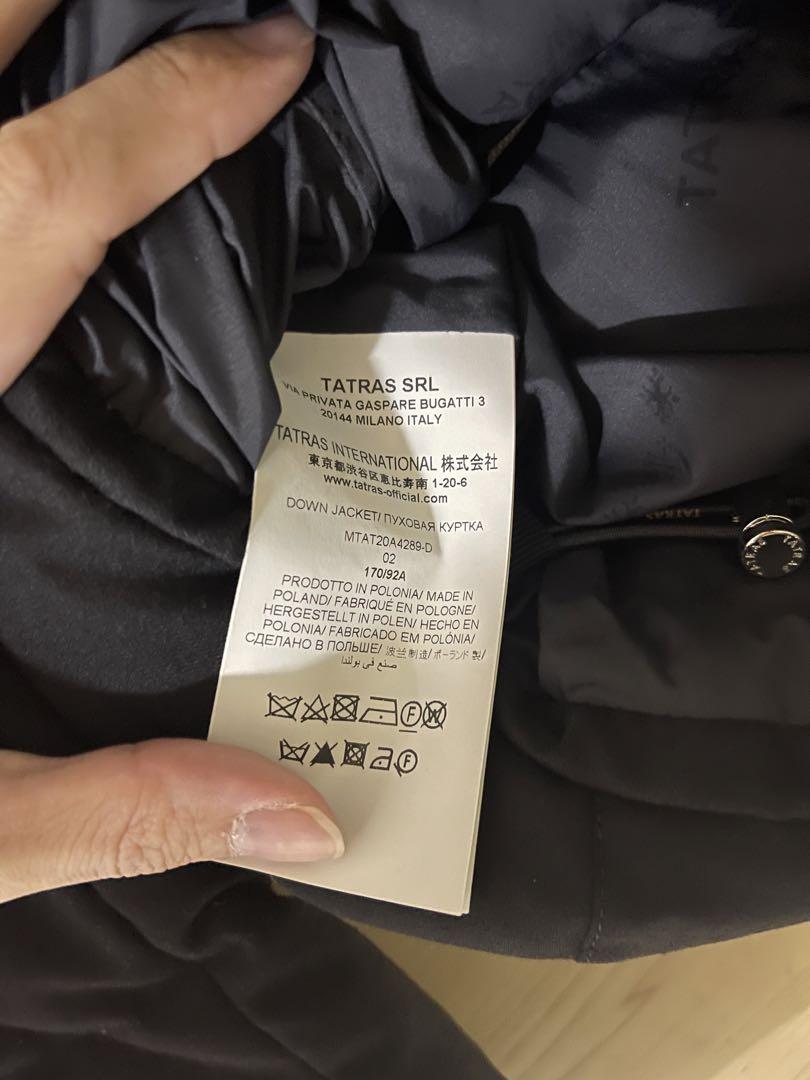 TATRAS SRL
VIA PRIVATA GASPARE BUGATTI 3
20144 MILANO ITALY
TATRAS INTERNATIONAL 株式会社
東京都渋谷区恵比寿南 1-20-6
www.tatras-official.com
DOWN JACKET/ ПУХОВАЯ КУРТКА
MTAT20A4289-D
02
170/92A
PRODOTTO IN POLONIA/ MADE IN
POLAND/ FABRIQUÉ EN POLOGNE/
HERGESTELLT IN POLEN/ HECHO EN
POLONIA/ FABRICADO EM POLÓNIA/
СДЕЛАНО В ПОЛЬШЕ/ 波兰制造/ ポーランド製/
صنع في بولندا
F W
F
TATRAS
TATRAS TATRAS
TAT